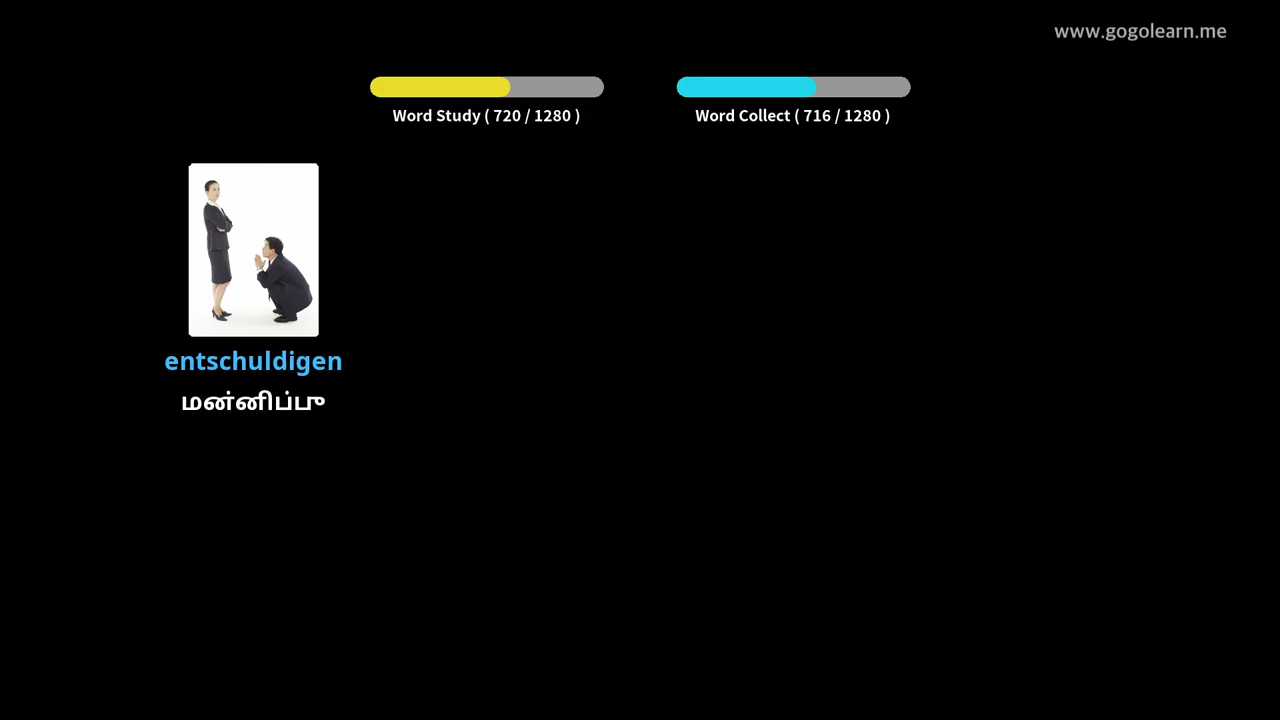 www.gogolearn.me
Word Study ( 720 / 1280 )
Word Collect ( 716 / 1280 )
entschuldigen
மன்னிப்பு